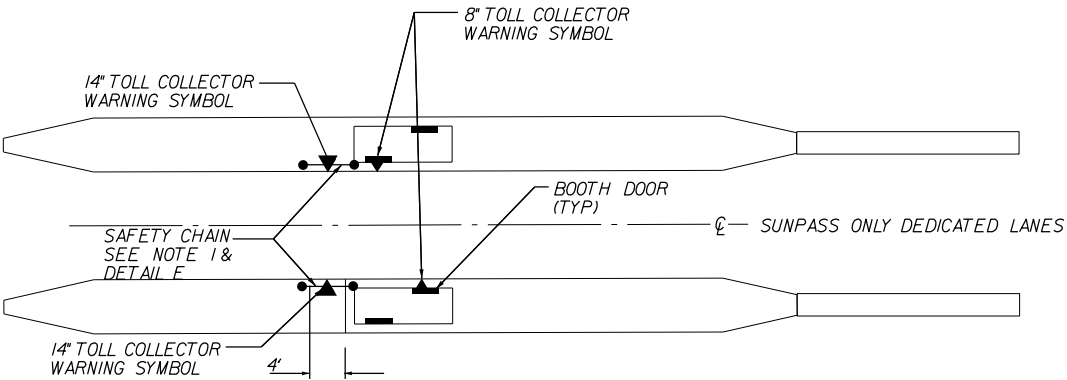 8" TOLL COLLECTOR
WARNING SYMBOL
14" TOLL COLLECTOR
WARNING SYMBOL
BOOTH DOOR
(TYP)
℄ SUNPASS ONLY DEDICATED LANES
SAFETY CHAIN
SEE NOTE 1 &
DETAIL E
14" TOLL COLLECTOR
WARNING SYMBOL
4'